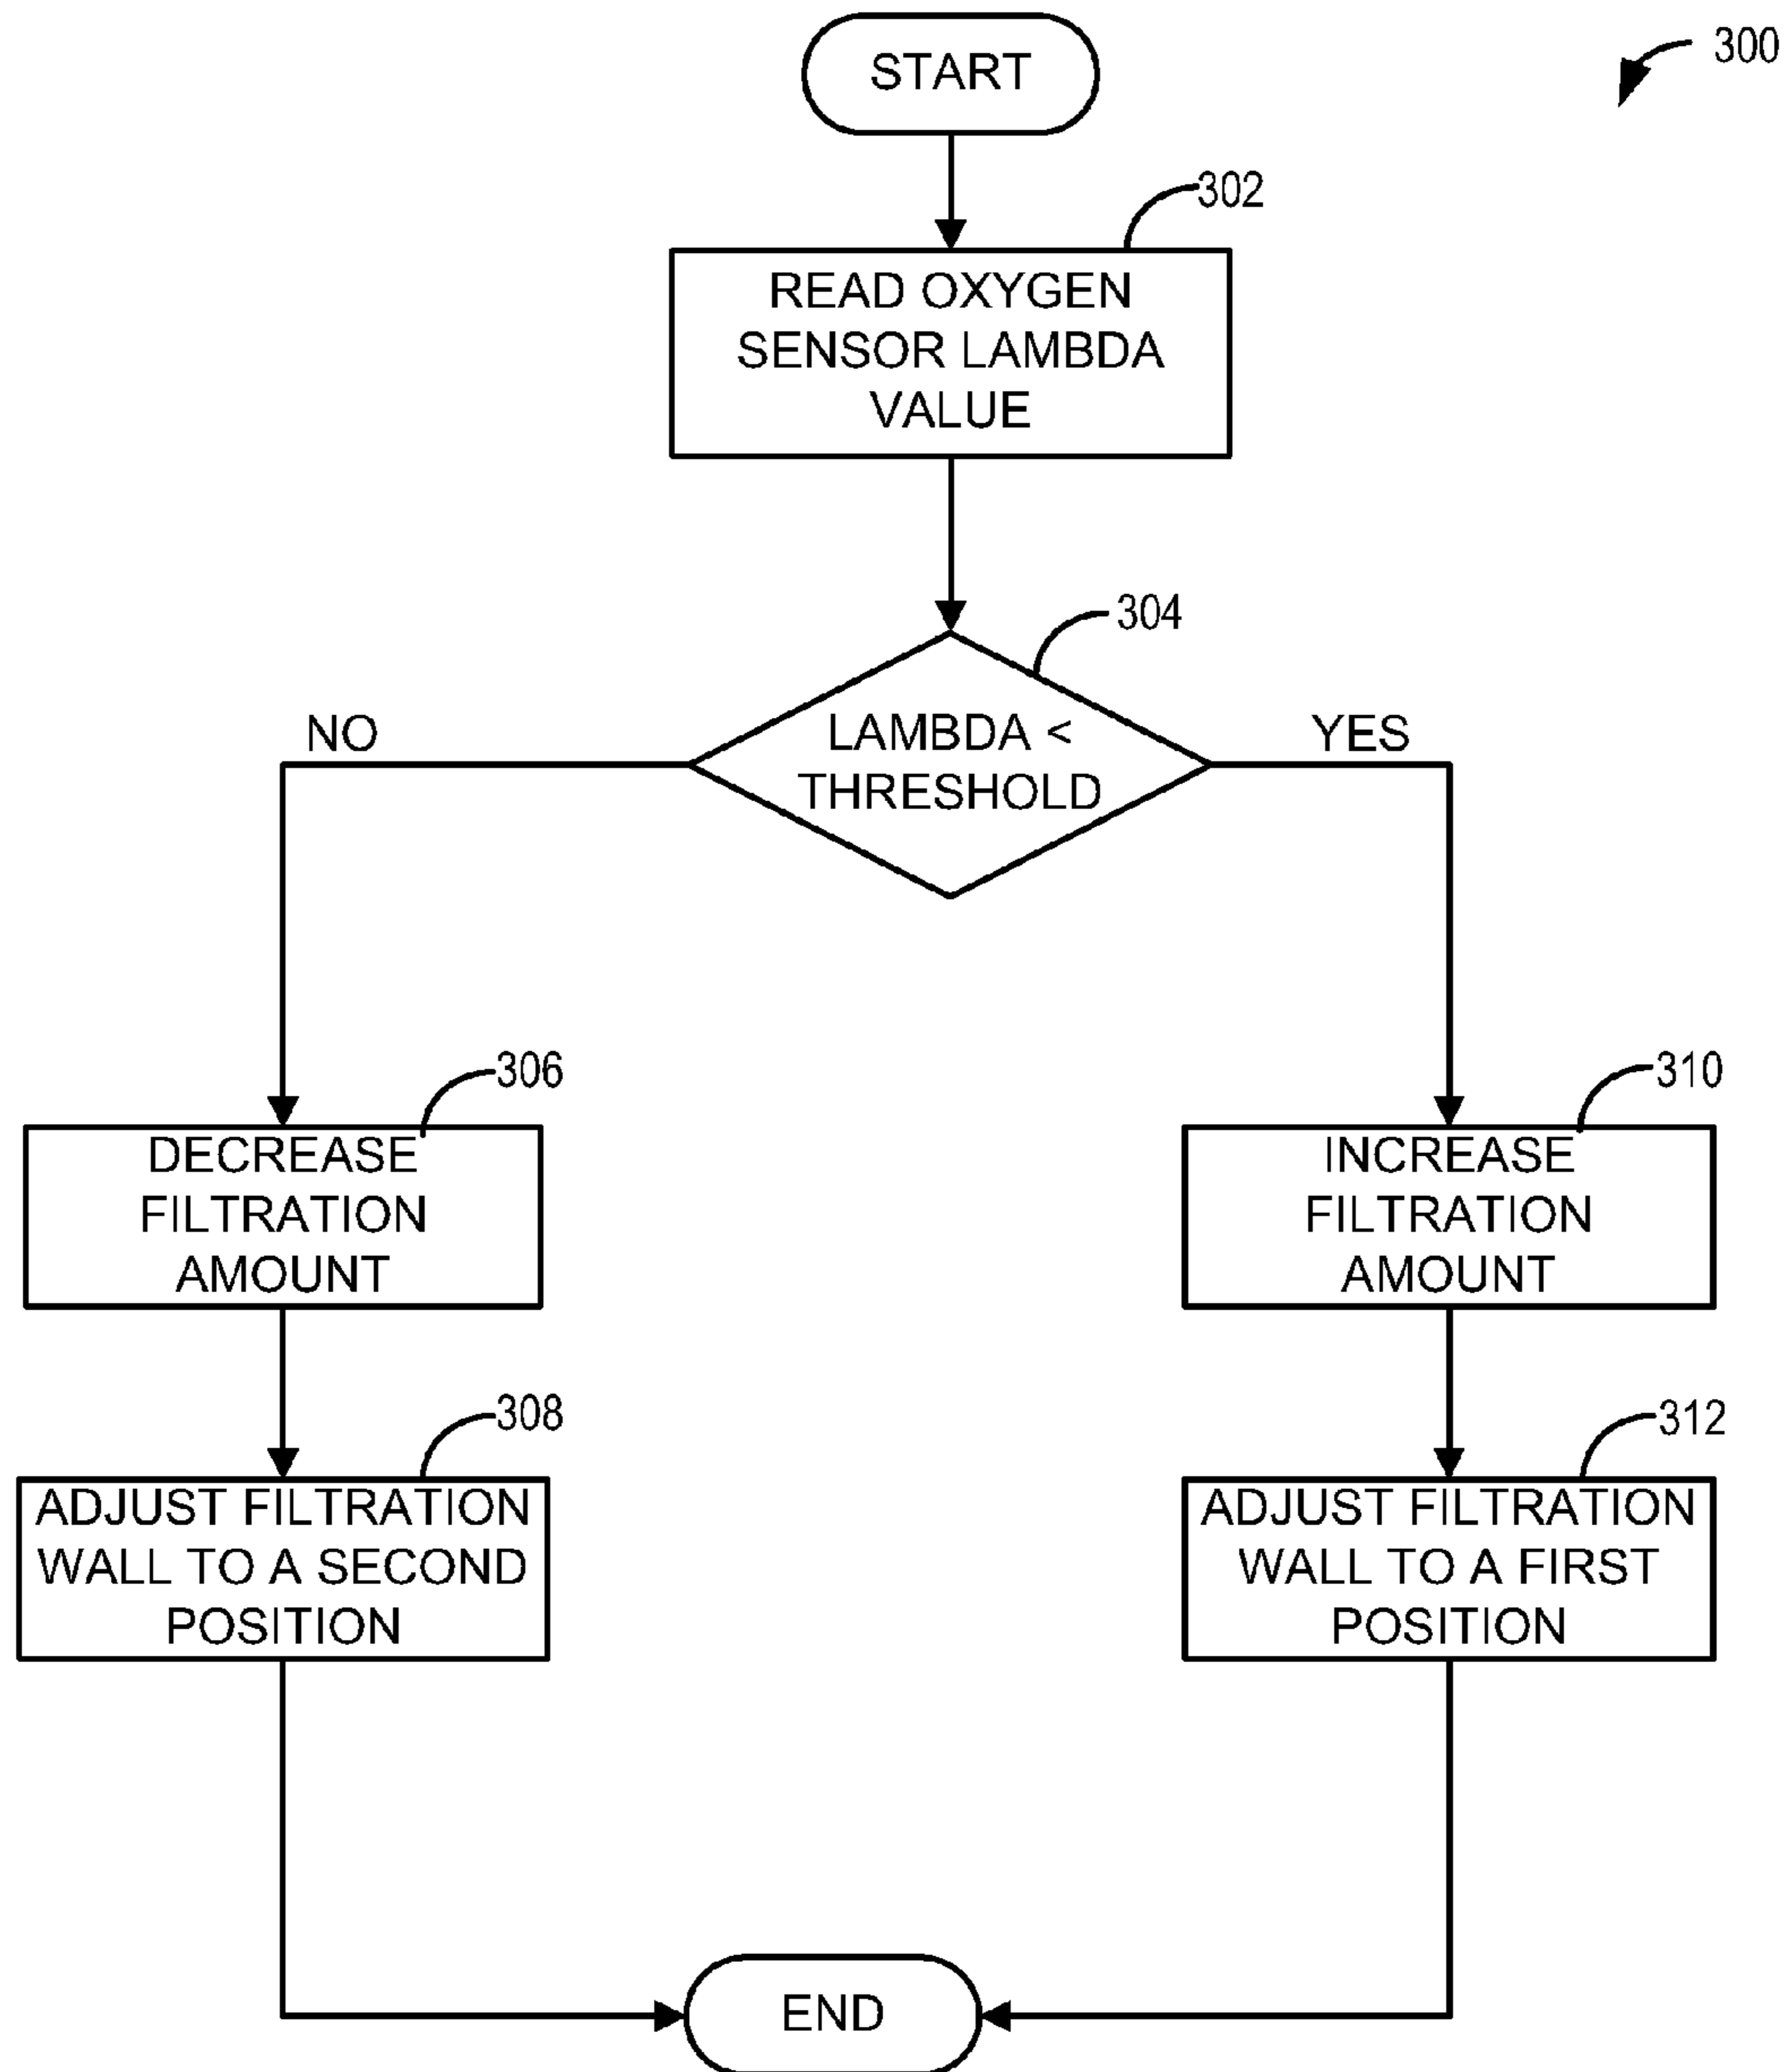 START
300
302
READ OXYGEN
SENSOR LAMBDA
VALUE
304
LAMBDA <
THRESHOLD
NO
YES
306
DECREASE
FILTRATION
AMOUNT
310
INCREASE
FILTRATION
AMOUNT
308
ADJUST FILTRATION
WALL TO A SECOND
POSITION
312
ADJUST FILTRATION
WALL TO A FIRST
POSITION
END